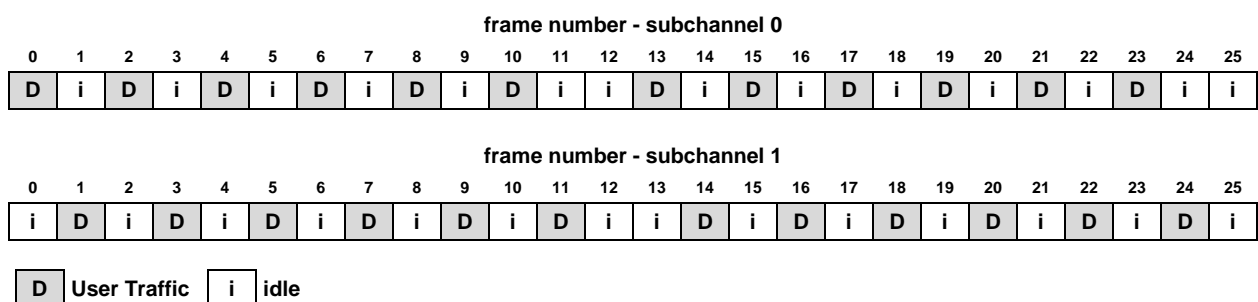 frame number - subchannel 0
0 1 2 3 4 5 6 7 8 9 10 11 12 13 14 15 16 17 18 19 20 21 22 23 24 25
D i D i D i D i D i D i i D i D i D i D i D i D i i
frame number - subchannel 1
0 1 2 3 4 5 6 7 8 9 10 11 12 13 14 15 16 17 18 19 20 21 22 23 24 25
i D i D i D i D i D i D i i D i D i D i D i D i D i
D User Traffic i idle